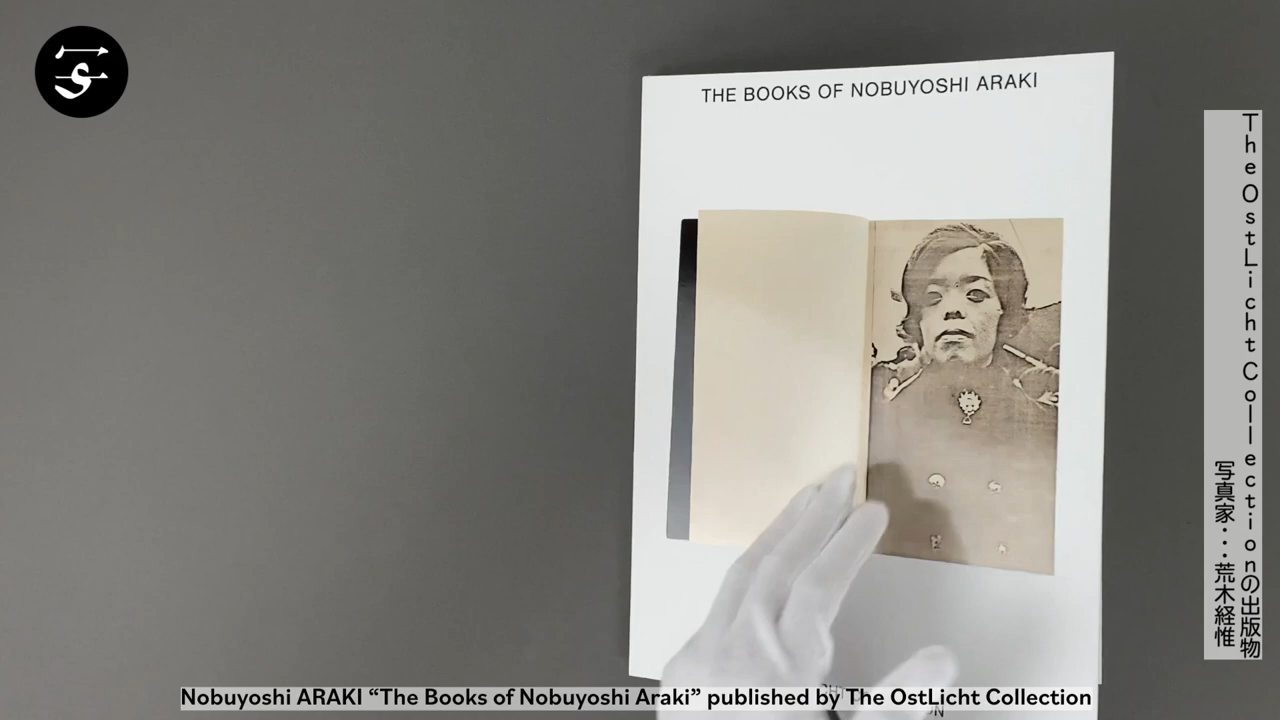 THE BOOKS OF NOBUYOSHI ARAKI
The OstLicht Collectionの出版物
写真家・・・荒木経惟
Nobuyoshi ARAKI “The Books of Nobuyoshi Araki” published by The OstLicht Collection